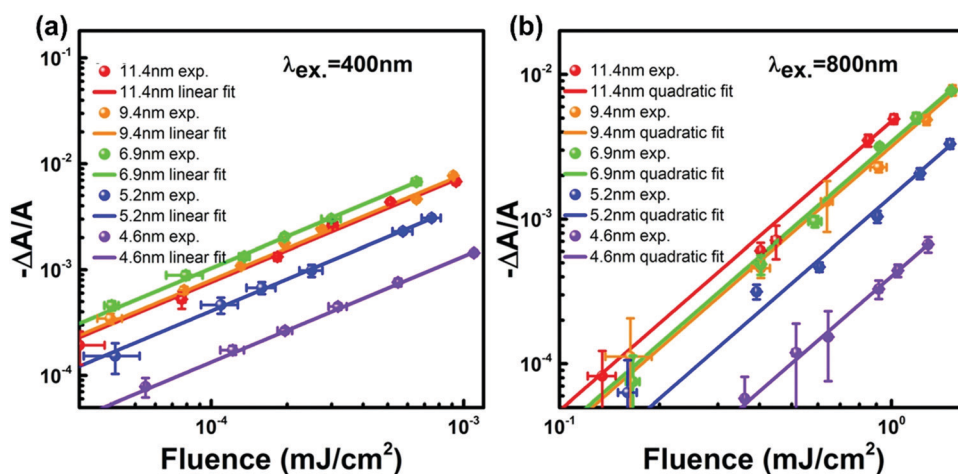 (a)
λex.=400nm
11.4nm exp.
11.4nm linear fit
9.4nm exp.
9.4nm linear fit
6.9nm exp.
6.9nm linear fit
5.2nm exp.
5.2nm linear fit
4.6nm exp.
4.6nm linear fit
-ΔA/A
10⁻¹
10⁻²
10⁻³
10⁻⁴
10⁻⁴
10⁻³
Fluence (mJ/cm²)
(b)
λex.=800nm
11.4nm exp.
11.4nm quadratic fit
9.4nm exp.
9.4nm quadratic fit
6.9nm exp.
6.9nm quadratic fit
5.2nm exp.
5.2nm quadratic fit
4.6nm exp.
4.6nm quadratic fit
-ΔA/A
10⁻²
10⁻³
10⁻⁴
10⁻¹
10⁰
Fluence (mJ/cm²)